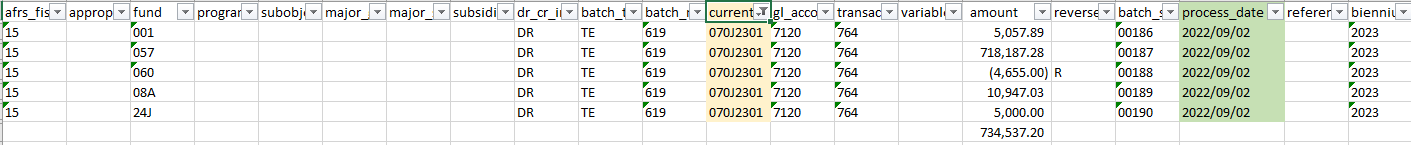 afrs_fis approp fund program subobje major_ major_ subsidi dr_cr_in batch_t batch_n current gl_acco transac variable amount reverse batch_s process_date referen bienniu
15 001 DR TE 619 070J2301 7120 764 5,057.89 00186 2022/09/02 2023
15 057 DR TE 619 070J2301 7120 764 718,187.28 00187 2022/09/02 2023
15 060 DR TE 619 070J2301 7120 764 (4,655.00) R 00188 2022/09/02 2023
15 08A DR TE 619 070J2301 7120 764 10,947.03 00189 2022/09/02 2023
15 24J DR TE 619 070J2301 7120 764 5,000.00 00190 2022/09/02 2023
734,537.20